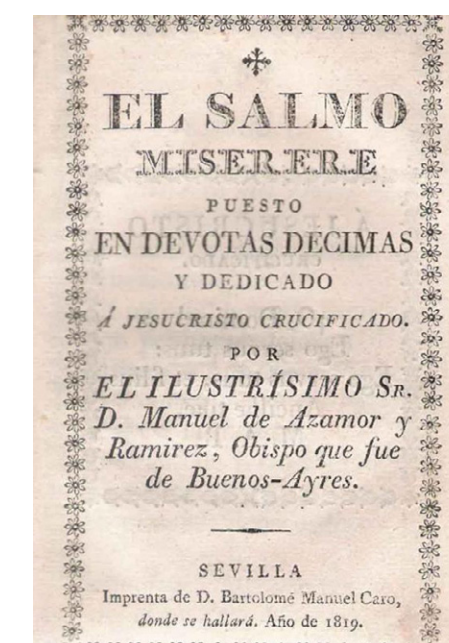 EL SALMO
MISERERE
PUESTO
EN DEVOTAS DECIMAS
Y DEDICADO
Á JESUCRISTO CRUCIFICADO.
POR
EL ILUSTRÍSIMO SR.
D. Manuel de Azamor y
Ramirez, Obispo que fue
de Buenos-Ayres.
SEVILLA
Imprenta de D. Bartolomé Manuel Caro,
donde se hallará. Año de 1819.